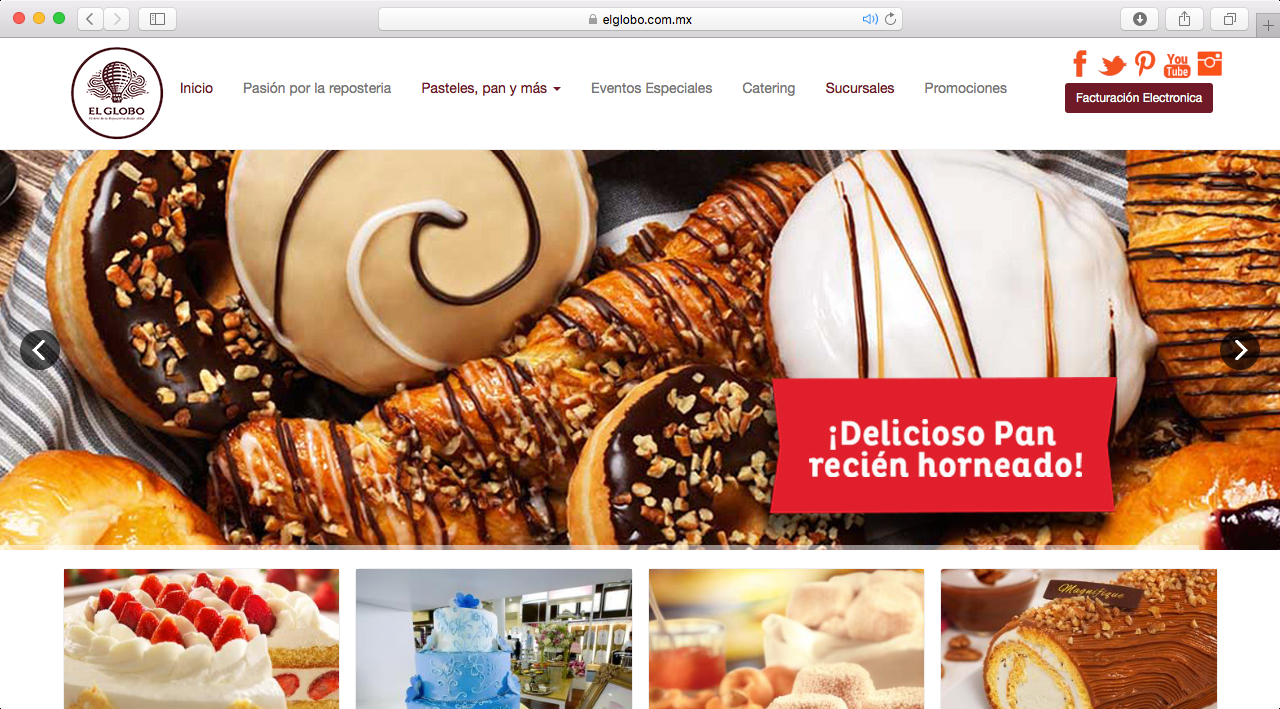 elglobo.com.mx
EL GLOBO
Inicio
Pasión por la reposteria
Pasteles, pan y más
Eventos Especiales
Catering
Sucursales
Promociones
You
Tube
Facturación Electronica
¡Delicioso Pan
recién horneado!
Magnifique